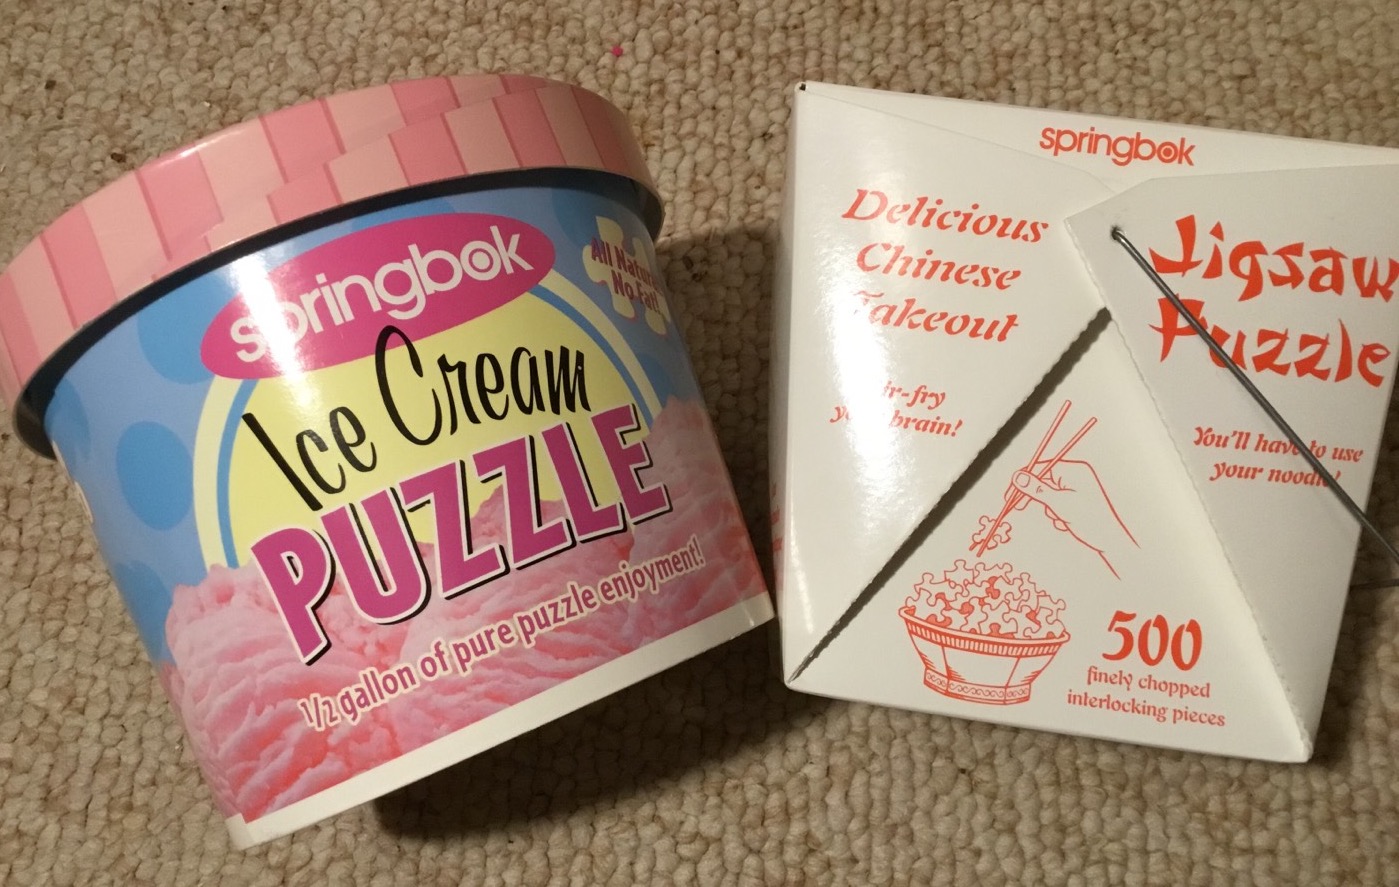 springbok
Ice Cream
PUZZLE
1/2 gallon of pure puzzle enjoyment!
All Natural
No Fat!
springbok
Delicious
Chinese
Takeout
your brain!
Jigsaw
Puzzle
You'll have to use
your noodle!
500
finely chopped
interlocking pieces